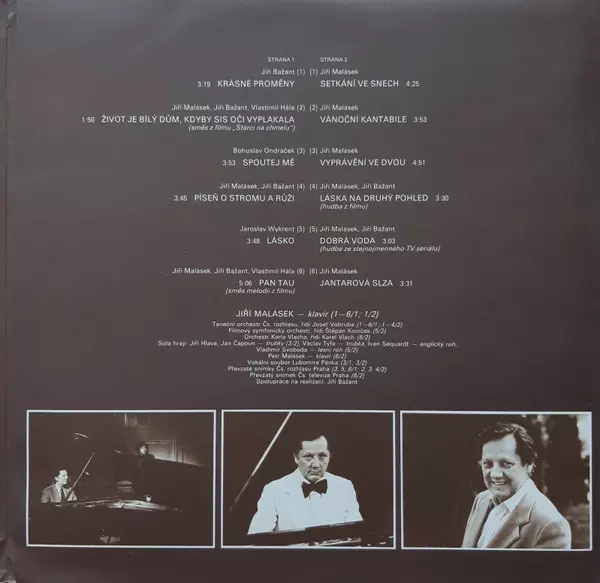 STRANA 1 STRANA 2
Jiří Bažant (1) (1) Jiří Malásek
3:19 KRÁSNÉ PROMĚNY SETKÁNÍ VE SNECH 4:25
Jiří Malásek, Jiří Bažant, Vlastimil Hála (2) (2) Jiří Malásek
1:50 ŽIVOT JE BÍLÝ DŮM, KDYBY SIS OČI VYPLAKALA VÁNOČNÍ KANTABILE 3:53
(směs z filmu „Starci na chmelu")
Bohuslav Ondráček (3) (3) Jiří Malásek
3:53 SPOUTEJ MĚ VYPRÁVĚNÍ VE DVOU 4:51
Jiří Malásek, Jiří Bažant (4) (4) Jiří Malásek, Jiří Bažant
3:45 PÍSEŇ O STROMU A RŮŽI LÁSKA NA DRUHÝ POHLED 3:30
(hudba z filmu)
Jaroslav Wykrent (5) (5) Jiří Malásek, Jiří Bažant
3:48 LÁSKO DOBRÁ VODA 3:03
(hudba ze stejnojmenného TV seriálu)
Jiří Malásek, Jiří Bažant, Vlastimil Hála (6) (6) Jiří Malásek
5:06 PAN TAU JANTAROVÁ SLZA 3:31
(směs melodií z filmu)
JIŘÍ MALÁSEK — klavír (1—6/1; 1/2)
Taneční orchestr Čs. rozhlasu, řídí Josef Votruba (1—6/1; 1—4/2)
Filmový symfonický orchestr, řídí Štěpán Koníček (5/2)
Orchestr Karla Vlacha, řídí Karel Vlach (6/2)
Sóla hrají: Jiří Hlava, Jan Čapoun — trubky (3/2), Václav Týfa — trubka, Ivan Séquardt — anglický roh,
Vladimír Svoboda — lesní roh (5/2)
Petr Malásek — klavír (6/2)
Vokální soubor Lubomíra Pánka (3/1; 3/2)
Převzaté snímky Čs. rozhlasu Praha (3, 5, 6/1; 2, 3, 4/2)
Převzatý snímek Čs. televize Praha (6/2)
Spolupráce na realizaci: Jiří Bažant